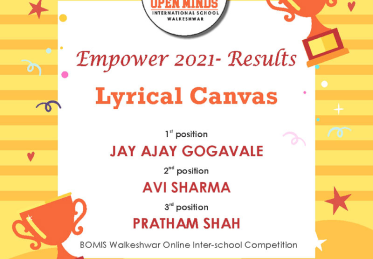 OPEN MINDS
INTERNATIONAL SCHOOL
WALKESHWAR
Empower 2021- Results
Lyrical Canvas
1st position
JAY AJAY GOGAVALE
2nd position
AVI SHARMA
3rd position
PRATHAM SHAH
BOMIS Walkeshwar Online Inter-school Competition